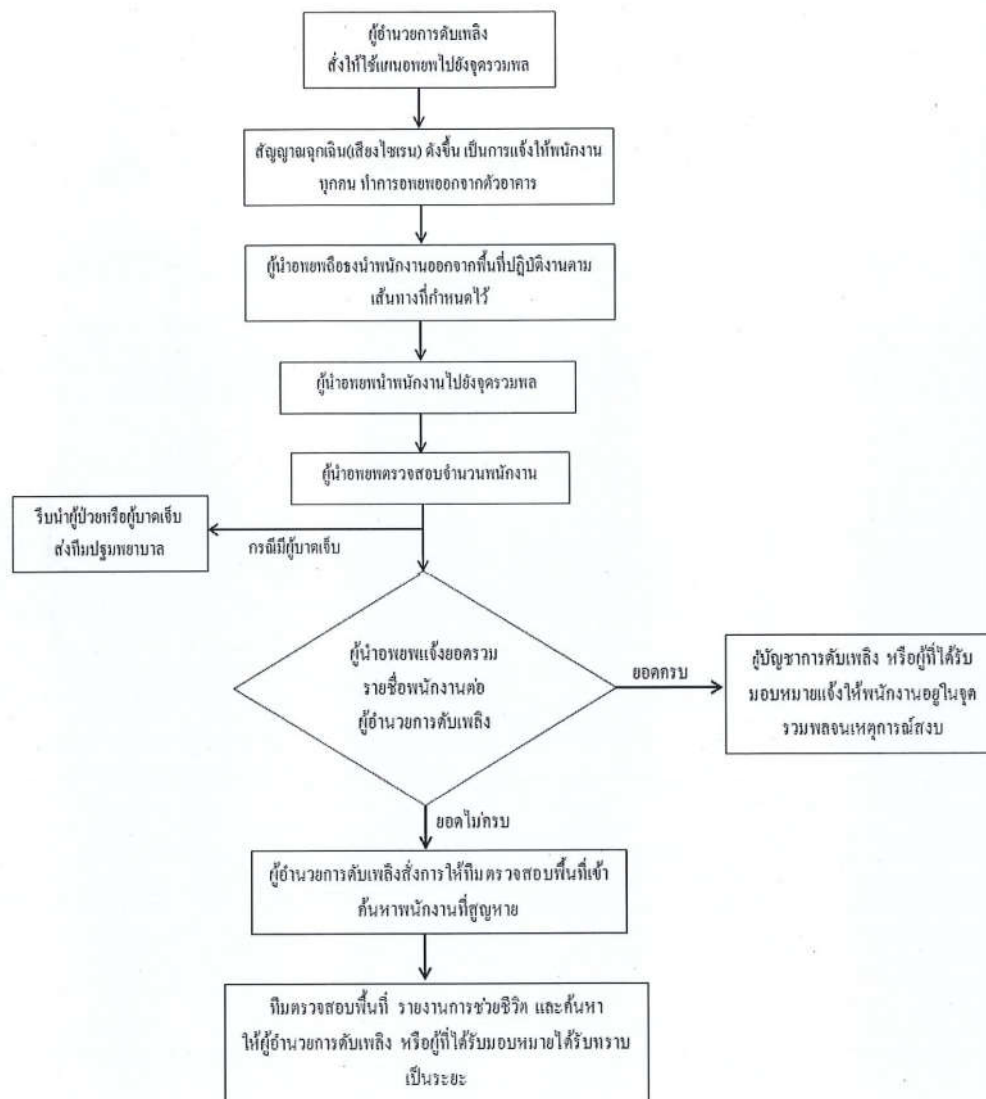 ผู้อำนวยการดับเพลิง
สั่งให้ใช้แผนอพยพไปยังจุดรวมพล
สัญญาณฉุกเฉิน(เสียงไซเรน) ดังขึ้น เป็นการแจ้งให้พนักงาน
ทุกคน ทำการอพยพออกจากตัวอาคาร
ผู้นำอพยพถือธงนำพนักงานออกจากพื้นที่ปฏิบัติงานตาม
เส้นทางที่กำหนดไว้
ผู้นำอพยพนำพนักงานไปยังจุดรวมพล
ผู้นำอพยพตรวจสอบจำนวนพนักงาน
รีบนำผู้ป่วยหรือผู้บาดเจ็บ
ส่งทีมปฐมพยาบาล
กรณีมีผู้บาดเจ็บ
ผู้นำอพยพแจ้งยอดรวม
รายชื่อพนักงานต่อ
ผู้อำนวยการดับเพลิง
ยอดครบ
ผู้บัญชาการดับเพลิง หรือผู้ที่ได้รับ
มอบหมายแจ้งให้พนักงานอยู่ในจุด
รวมพลจนเหตุการณ์สงบ
ยอดไม่ครบ
ผู้อำนวยการดับเพลิงสั่งการให้ทีมตรวจสอบพื้นที่เข้า
ค้นหาพนักงานที่สูญหาย
ทีมตรวจสอบพื้นที่ รายงานการช่วยชีวิต และค้นหา
ให้ผู้อำนวยการดับเพลิง หรือผู้ที่ได้รับมอบหมายได้รับทราบ
เป็นระยะ